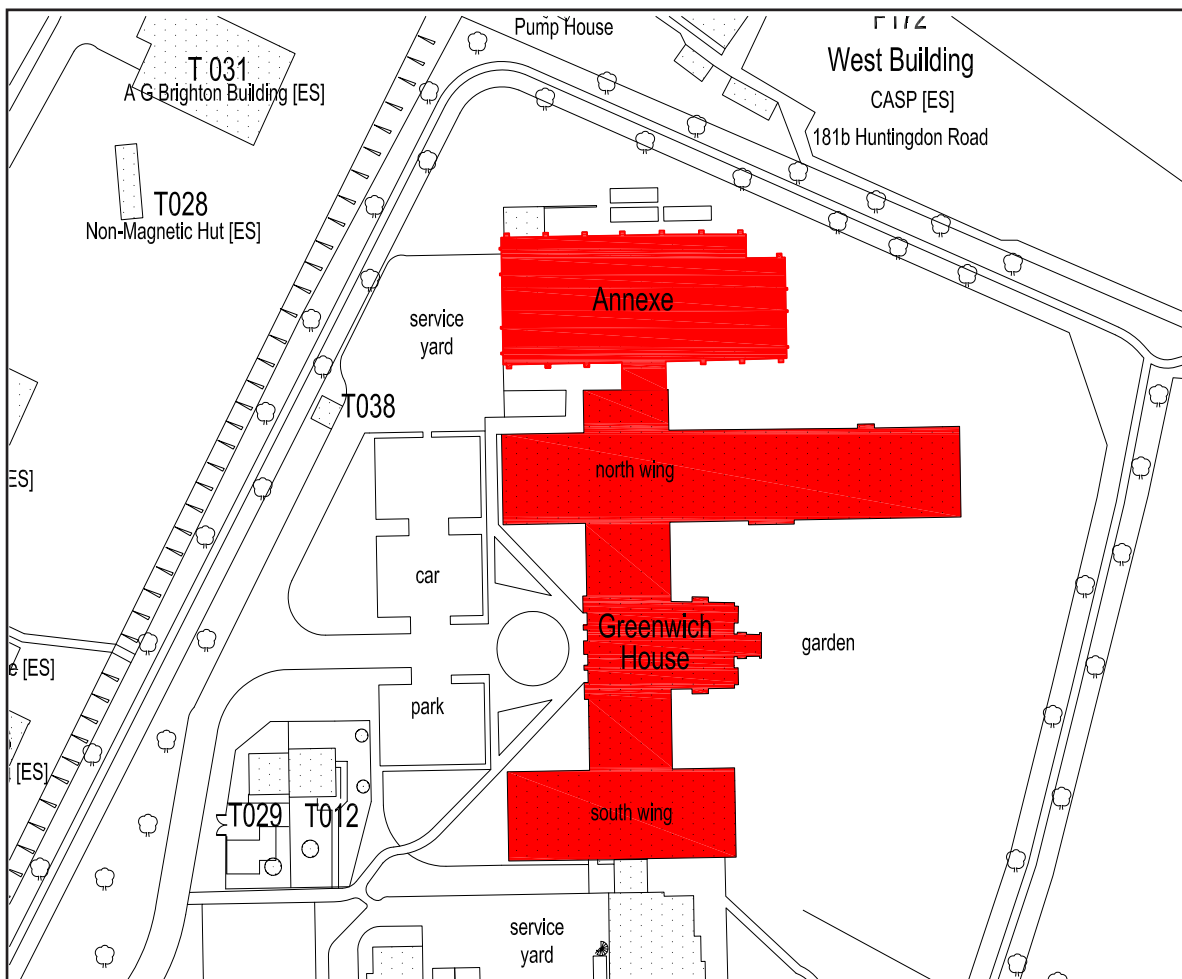 Pump House
F172
West Building
CASP [ES]
181b Huntingdon Road
T 031
A G Brighton Building [ES]
T028
Non-Magnetic Hut [ES]
Annexe
service
yard
T038
north wing
ES]
car
Greenwich
House
garden
e [ES]
park
[ES]
T029
T012
south wing
service
yard